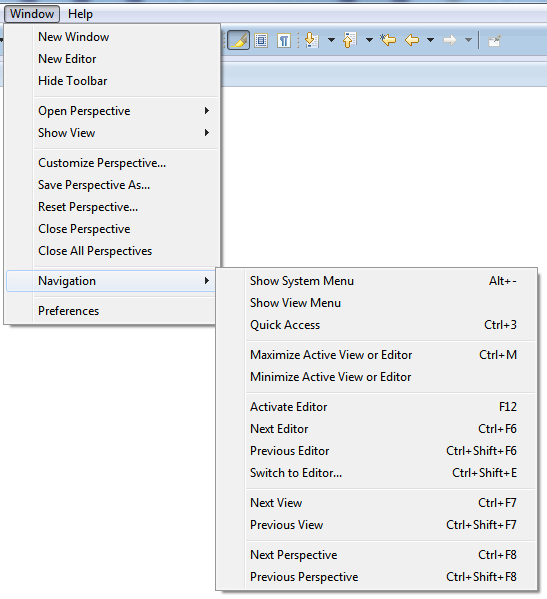 Window Help
New Window
New Editor
Hide Toolbar
Open Perspective
Show View
Customize Perspective...
Save Perspective As...
Reset Perspective...
Close Perspective
Close All Perspectives
Navigation
Preferences
Show System Menu Alt+-
Show View Menu
Quick Access Ctrl+3
Maximize Active View or Editor Ctrl+M
Minimize Active View or Editor
Activate Editor F12
Next Editor Ctrl+F6
Previous Editor Ctrl+Shift+F6
Switch to Editor... Ctrl+Shift+E
Next View Ctrl+F7
Previous View Ctrl+Shift+F7
Next Perspective Ctrl+F8
Previous Perspective Ctrl+Shift+F8